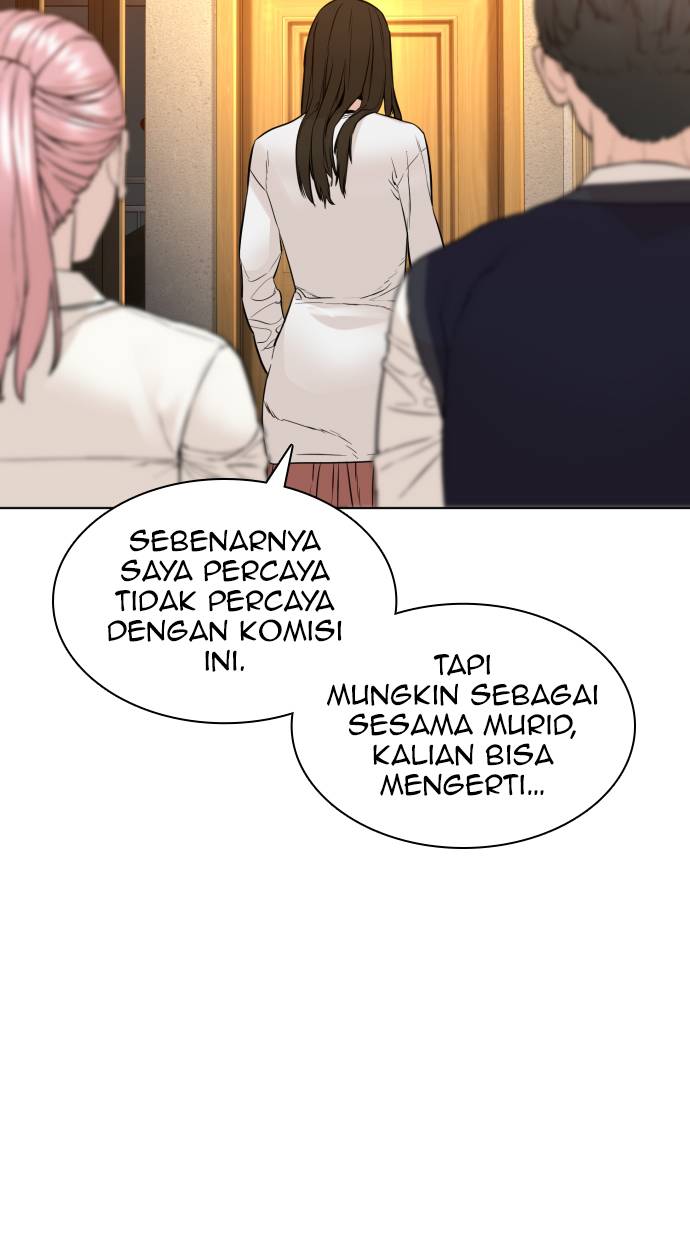 SEBENARNYA
SAYA PERCAYA
TIDAK PERCAYA
DENGAN KOMISI
INI.
TAPI
MUNGKIN SEBAGAI
SESAMA MURID,
KALIAN BISA
MENGERTI...